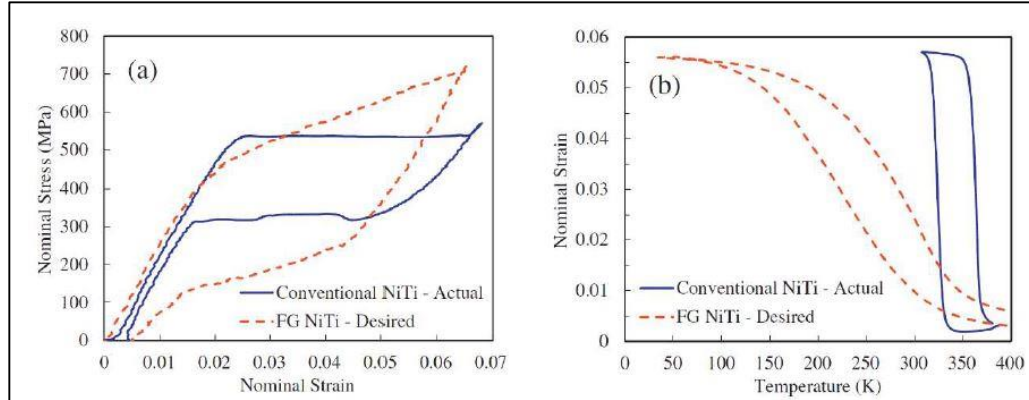 (a)
800
700
600
500
400
300
200
100
0
Nominal Stress (MPa)
Conventional NiTi - Actual
FG NiTi - Desired
0 0.01 0.02 0.03 0.04 0.05 0.06 0.07
Nominal Strain
(b)
0.06
0.05
0.04
0.03
0.02
0.01
0
Nominal Strain
Conventional NiTi - Actual
FG NiTi - Desired
0 50 100 150 200 250 300 350 400
Temperature (K)